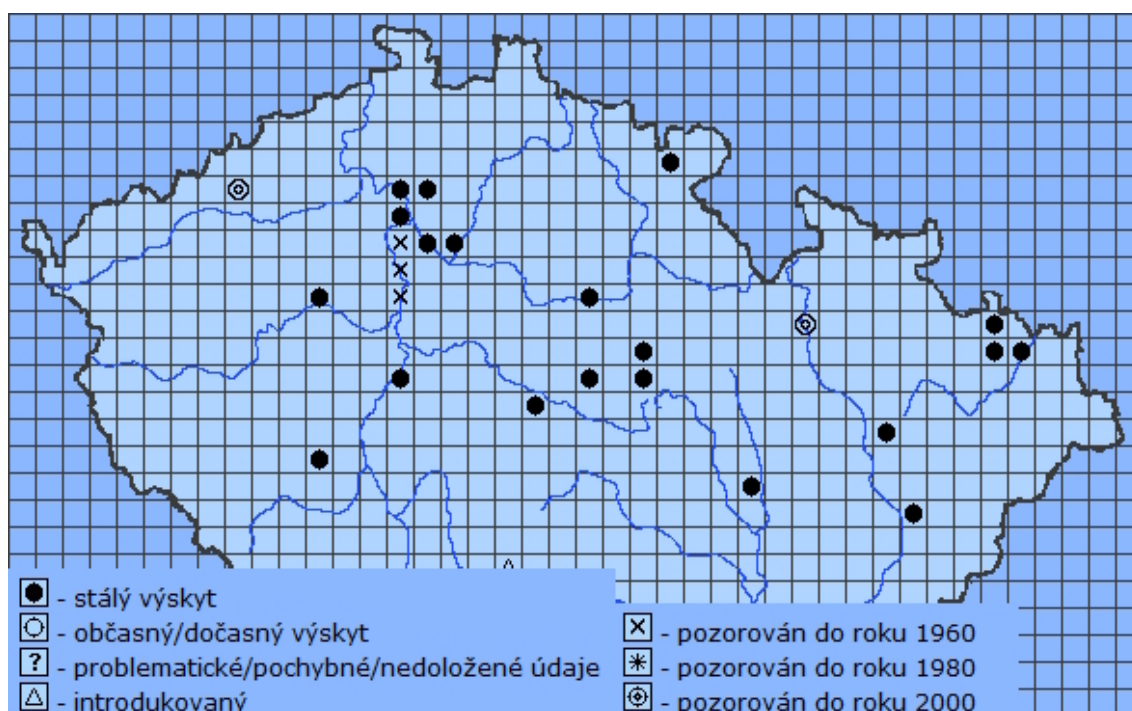 - stálý výskyt
- občasný/dočasný výskyt
? - problematické/pochybné/nedoložené údaje
- introdukovaný
- pozorován do roku 1960
- pozorován do roku 1980
- pozorován do roku 2000